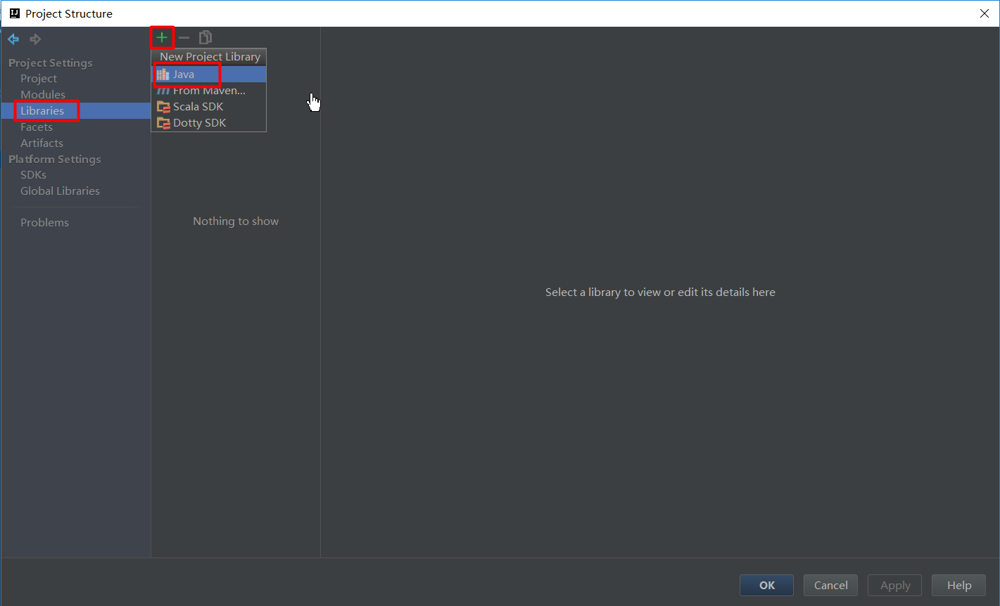 Project Structure
Project Settings
Project
Modules
Libraries
Facets
Artifacts
Platform Settings
SDKs
Global Libraries
Problems
New Project Library
Java
From Maven...
Scala SDK
Dotty SDK
Nothing to show
Select a library to view or edit its details here
OK
Cancel
Apply
Help